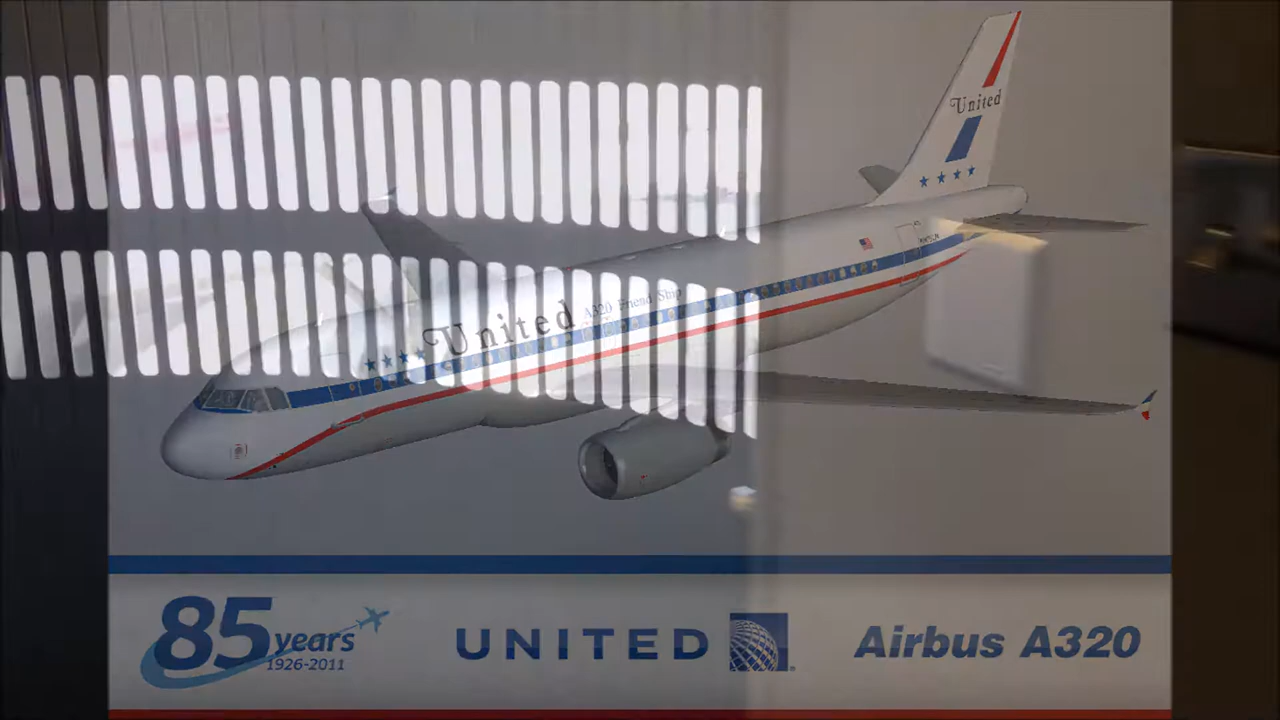 United
United
A320 Friend Ship
85 years
1926-2011
UNITED
Airbus A320